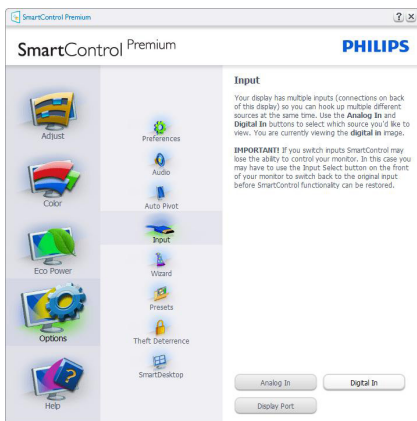 SmartControl Premium
SmartControl Premium
PHILIPS
Adjust
Color
Eco Power
Options
Help
Preferences
Audio
Auto Pivot
Input
Wizard
Presets
Theft Deterrence
SmartDesktop
Input
Your display has multiple inputs (connections on back
of this display) so you can hook up multiple different
sources at the same time. Use the Analog In and
Digital In buttons to select which source you'd like to
view. You are currently viewing the digital in image.
IMPORTANT! If you switch inputs SmartControl may
lose the ability to control your monitor. In this case you
may have to use the Input Select button on the front
of your monitor to switch back to the original input
before SmartControl functionality can be restored.
Analog In
Digital In
Display Port